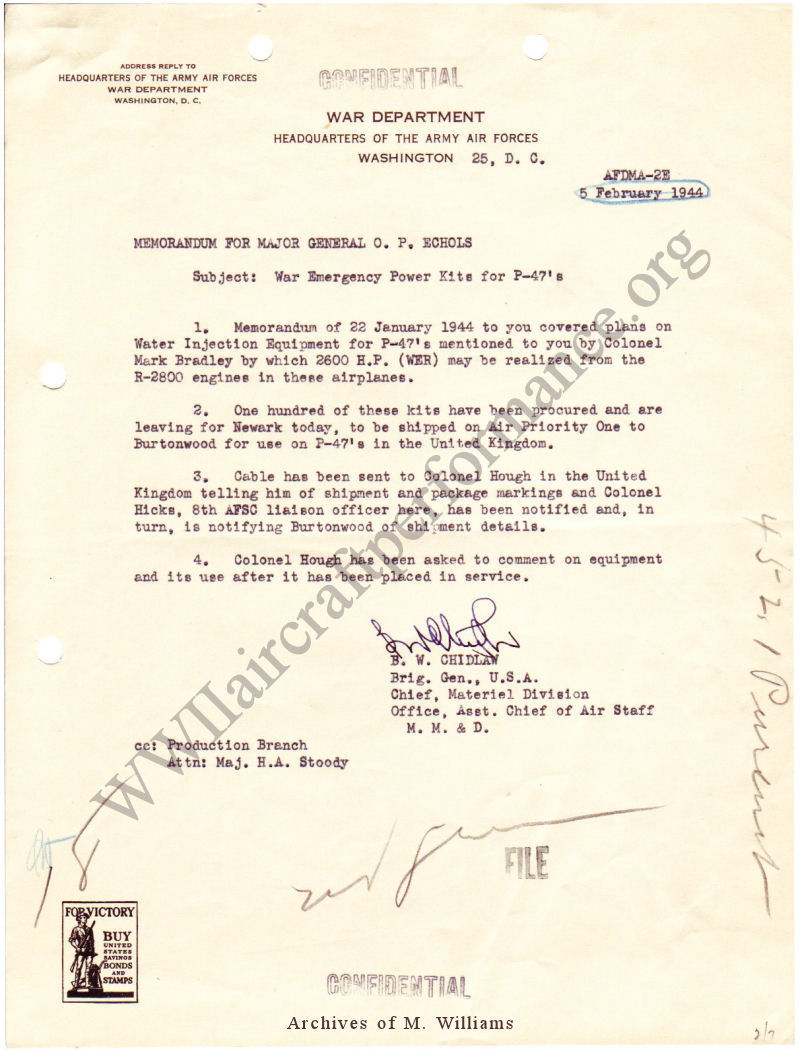 ADDRESS REPLY TO
HEADQUARTERS OF THE ARMY AIR FORCES
WAR DEPARTMENT
WASHINGTON, D. C.
CONFIDENTIAL
WAR DEPARTMENT
HEADQUARTERS OF THE ARMY AIR FORCES
WASHINGTON 25, D. C.
AFDMA-2E
5 February 1944
MEMORANDUM FOR MAJOR GENERAL O. P. ECHOLS
Subject: War Emergency Power Kits for P-47's
1. Memorandum of 22 January 1944 to you covered plans on
Water Injection Equipment for P-47's mentioned to you by Colonel
Mark Bradley by which 2600 H.P. (WER) may be realized from the
R-2800 engines in these airplanes.
2. One hundred of these kits have been procured and are
leaving for Newark today, to be shipped on Air Priority One to
Burtonwood for use on P-47's in the United Kingdom.
3. Cable has been sent to Colonel Hough in the United
Kingdom telling him of shipment and package markings and Colonel
Hicks, 8th AFSC liaison officer here, has been notified and, in
turn, is notifying Burtonwood of shipment details.
4. Colonel Hough has been asked to comment on equipment
and its use after it has been placed in service.
B. W. CHIDLAW
Brig. Gen., U.S.A.
Chief, Materiel Division
Office, Asst. Chief of Air Staff
M. M. & D.
cc: Production Branch
Attn: Maj. H.A. Stoody
WWIIaircraftperformance.org
FILE
FOR VICTORY
BUY
UNITED
STATES
SAVINGS
BONDS
AND
STAMPS
CONFIDENTIAL
Archives of M. Williams
2/7